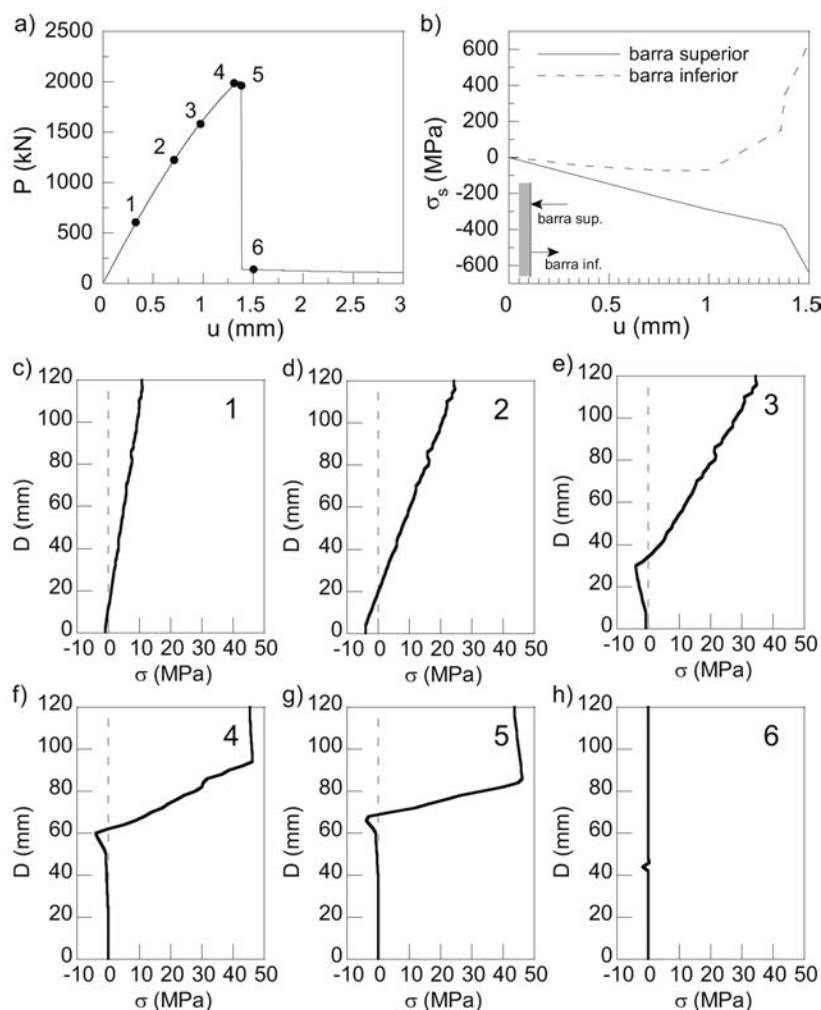 a)
P (kN)
2500
2000
1500
1000
500
0
1
2
3
4
5
6
0 0.5 1 1.5 2 2.5 3
u (mm)
b)
σs (MPa)
600
400
200
0
-200
-400
-600
barra superior
barra inferior
barra sup.
barra inf.
0 0.5 1 1.5
u (mm)
c)
1
D (mm)
120
100
80
60
40
20
0
-10 0 10 20 30 40 50
σ (MPa)
d)
2
D (mm)
120
100
80
60
40
20
0
-10 0 10 20 30 40 50
σ (MPa)
e)
3
D (mm)
120
100
80
60
40
20
0
-10 0 10 20 30 40 50
σ (MPa)
f)
4
D (mm)
120
100
80
60
40
20
0
-10 0 10 20 30 40 50
σ (MPa)
g)
5
D (mm)
120
100
80
60
40
20
0
-10 0 10 20 30 40 50
σ (MPa)
h)
6
D (mm)
120
100
80
60
40
20
0
-10 0 10 20 30 40 50
σ (MPa)